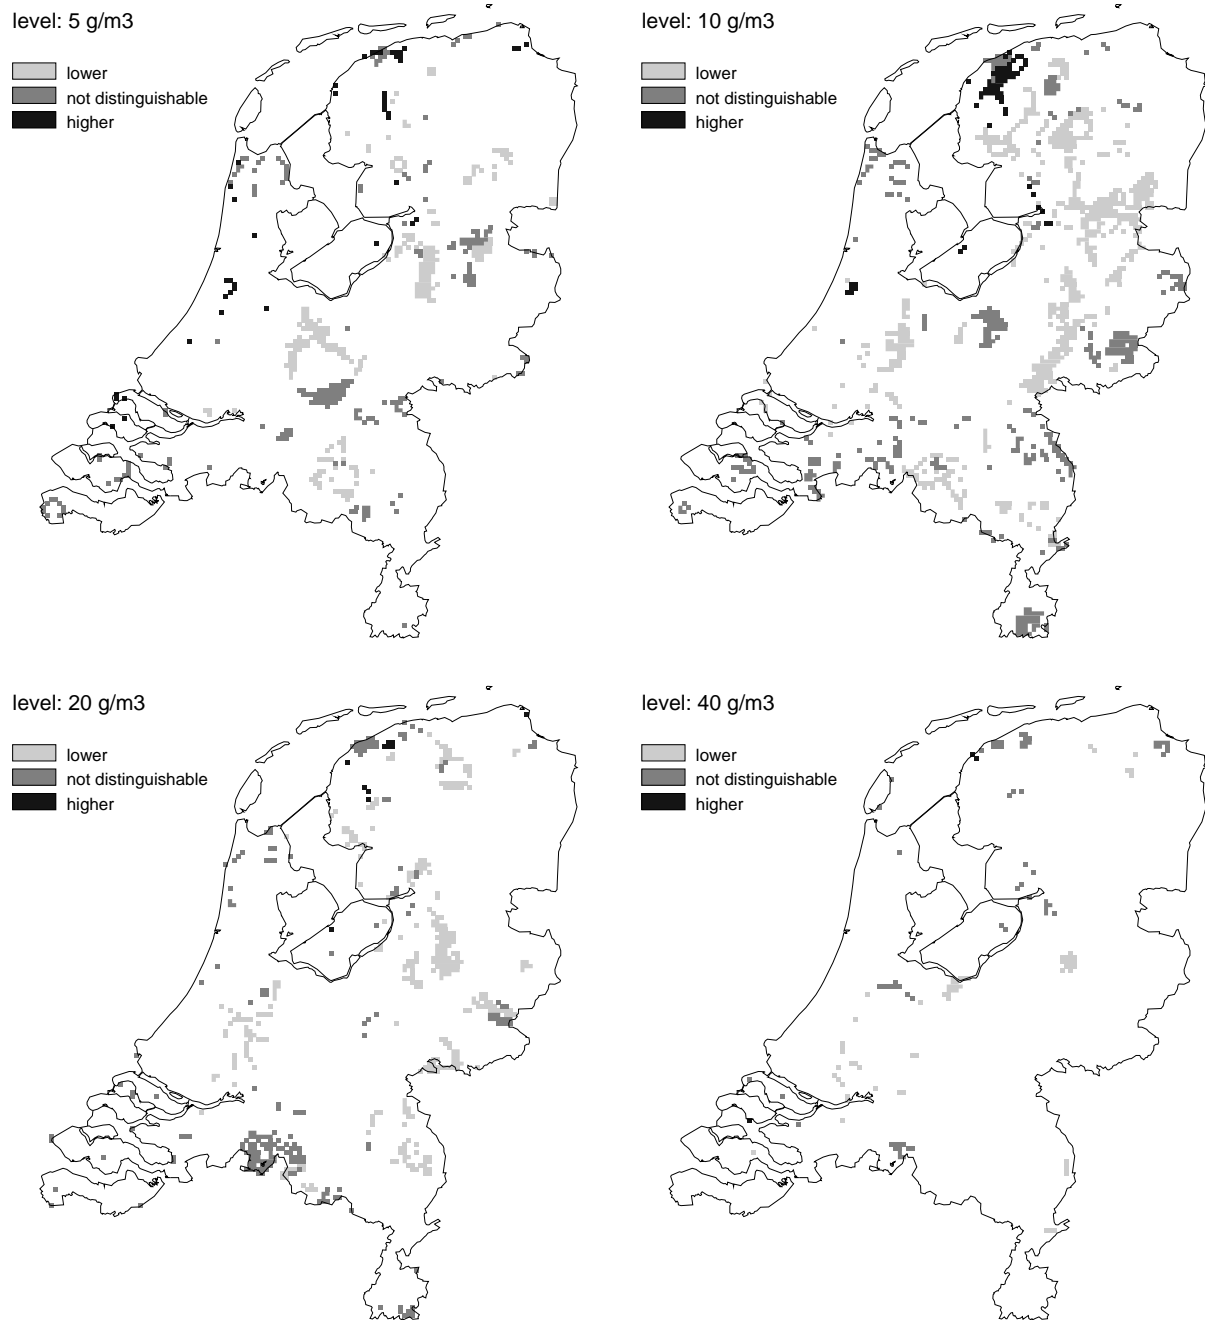 level: 5 g/m3
lower
not distinguishable
higher
level: 10 g/m3
lower
not distinguishable
higher
level: 20 g/m3
lower
not distinguishable
higher
level: 40 g/m3
lower
not distinguishable
higher